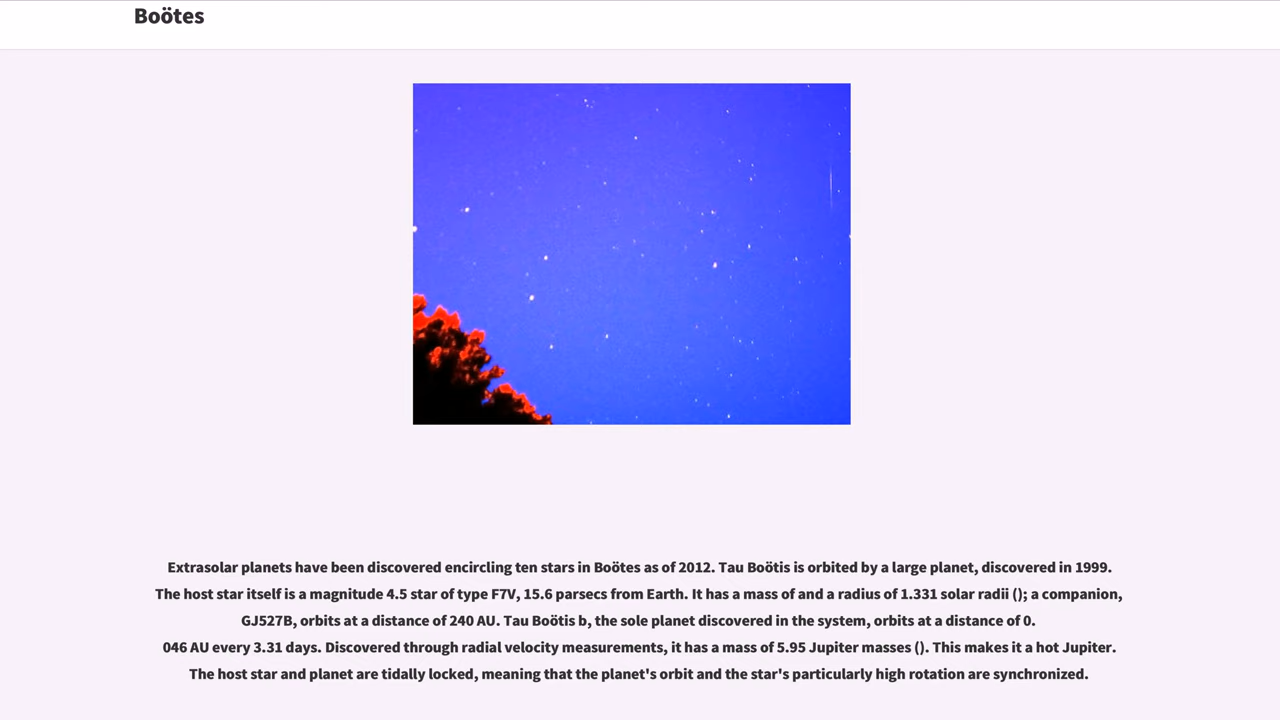 Boötes
Extrasolar planets have been discovered encircling ten stars in Boötes as of 2012. Tau Boötis is orbited by a large planet, discovered in 1999.
The host star itself is a magnitude 4.5 star of type F7V, 15.6 parsecs from Earth. It has a mass of and a radius of 1.331 solar radii (); a companion,
GJ527B, orbits at a distance of 240 AU. Tau Boötis b, the sole planet discovered in the system, orbits at a distance of 0.
046 AU every 3.31 days. Discovered through radial velocity measurements, it has a mass of 5.95 Jupiter masses (). This makes it a hot Jupiter.
The host star and planet are tidally locked, meaning that the planet's orbit and the star's particularly high rotation are synchronized.